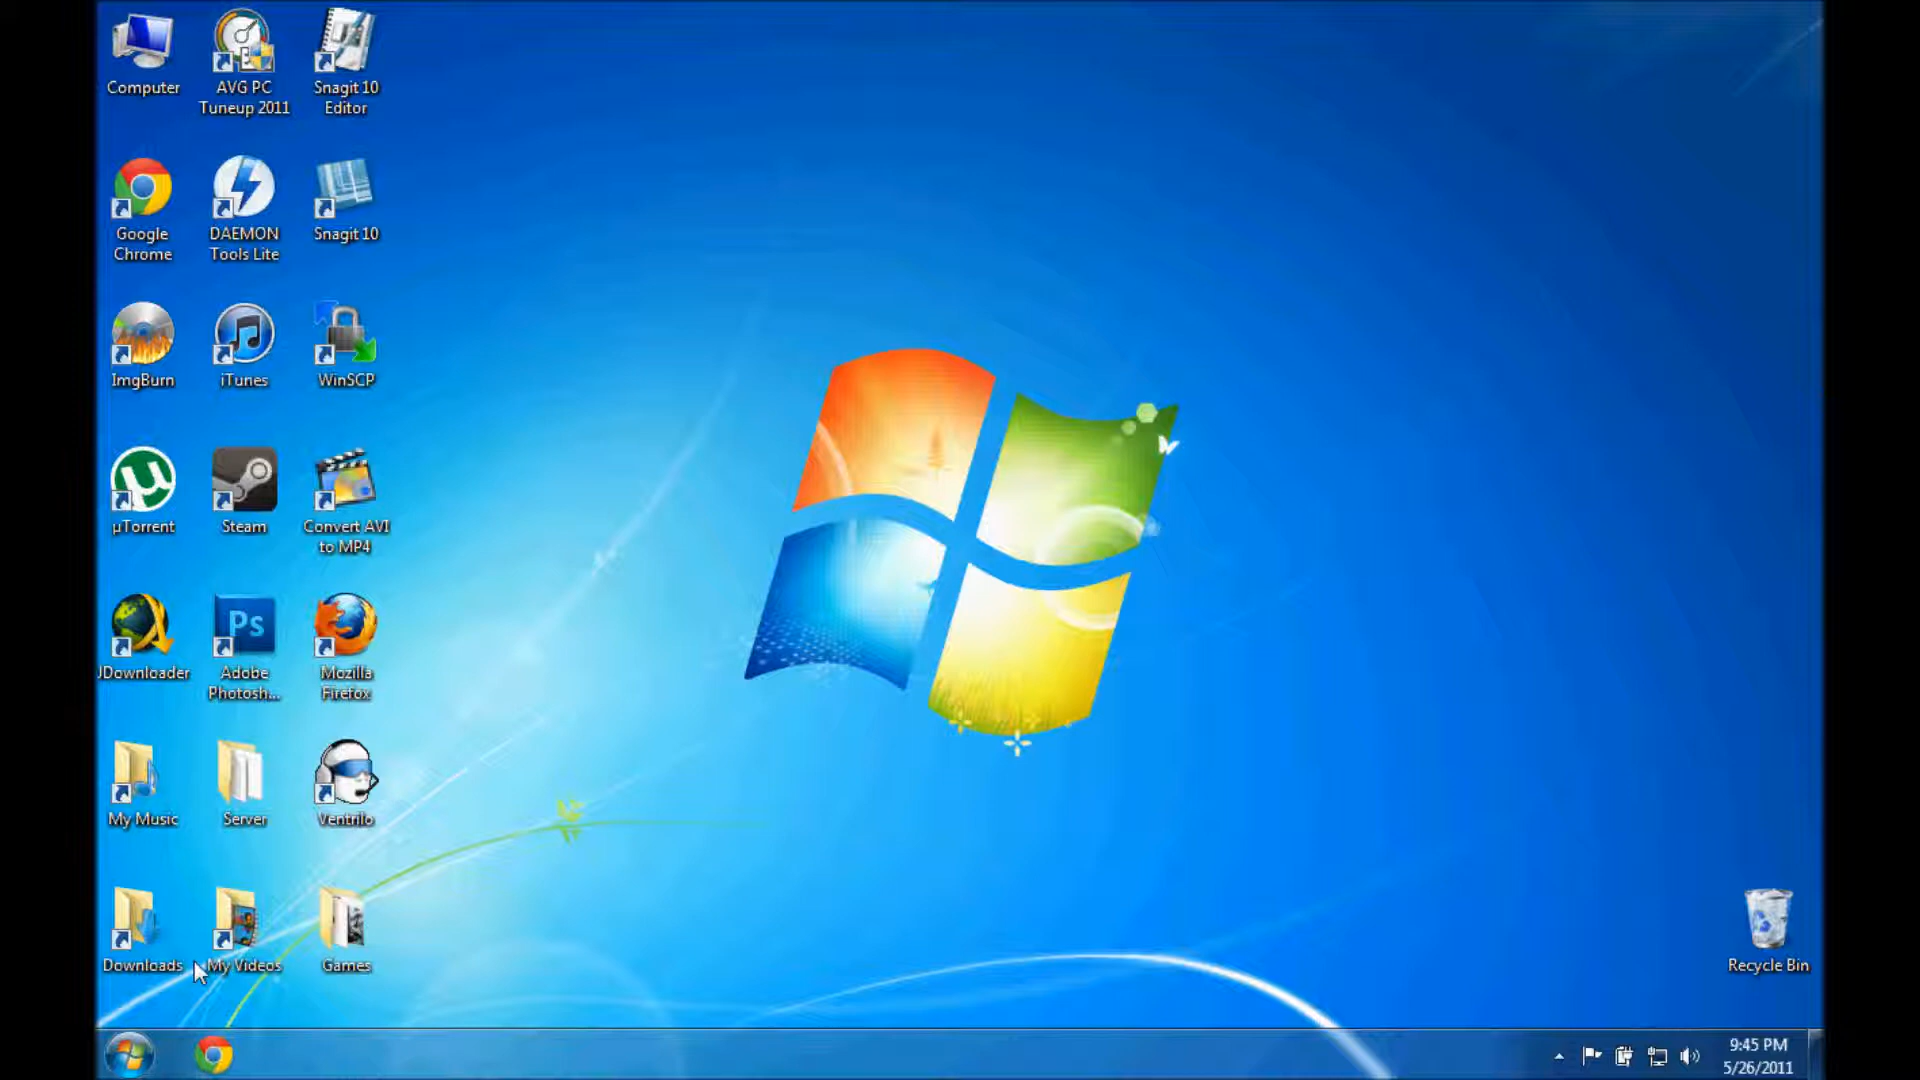 Computer
AVG PC
Tuneup 2011
Snagit 10
Editor
Google
Chrome
DAEMON
Tools Lite
Snagit 10
ImgBurn
iTunes
WinSCP
µTorrent
Steam
Convert AVI
to MP4
JDownloader
Ps
Adobe
Photosh...
Mozilla
Firefox
My Music
Server
Ventrilo
Downloads
My Videos
Games
Recycle Bin
9:45 PM
5/26/2011